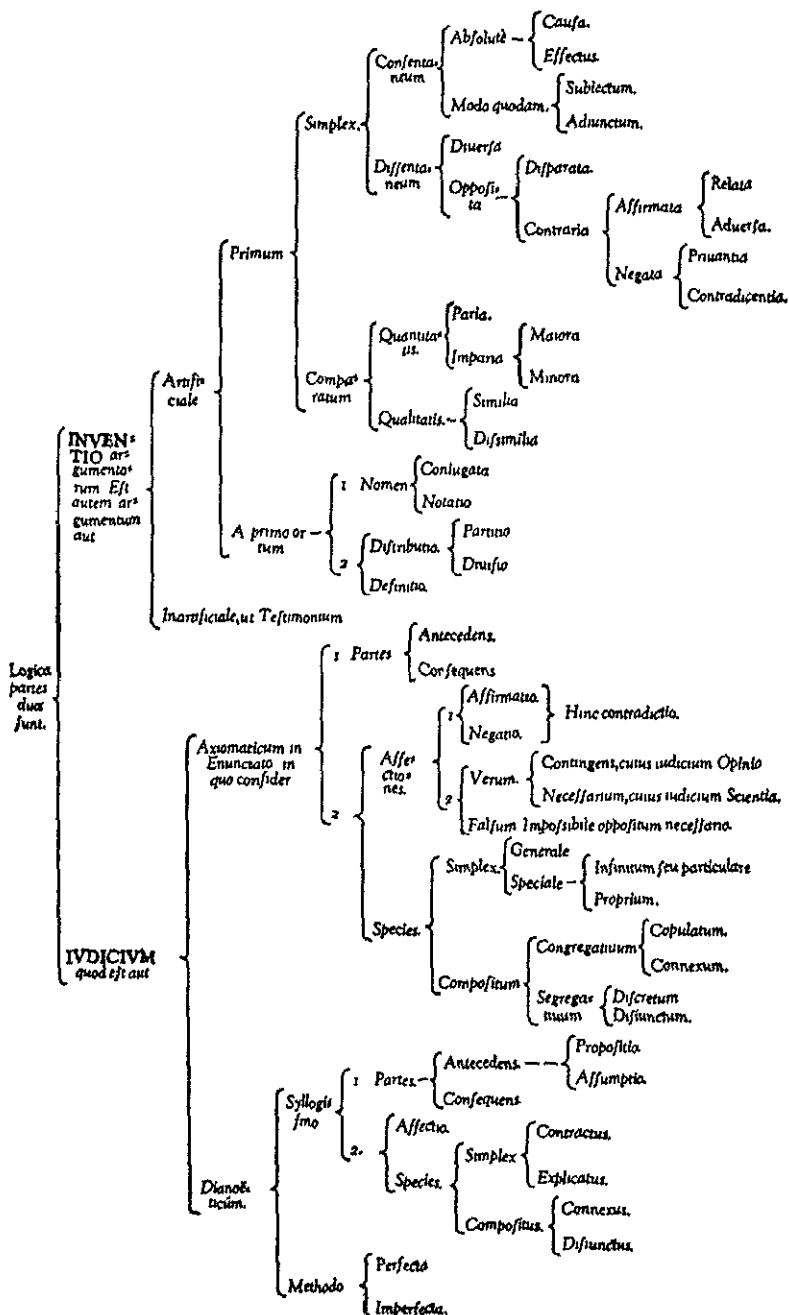 Cauſa.
Abſolutè
Effectus.
Conſenta⸗
neum
Subiectum.
Modo quodam.
Adiunctum.
Simplex.
Diuerſa
Diſſenta⸗
neum
Oppoſi⸗
ta
Diſparata.
Contraria
Affirmata
Relata
Aduerſa.
Negata
Priuantia
Contradicentia.
Primum
Artifi⸗
ciale
Compa⸗
ratum
Quantita⸗
tis.
Paria.
Imparia
Maiora
Minora
Qualitatis.
Similia
Diſsimilia
INVEN⸗
TIO ar⸗
gumento⸗
rum Eſt
autem ar⸗
gumentum
aut
A primo or
tum
1 Nomen
Coniugata
Notatio
2
Diſtributio.
Partitio
Diuiſio
Definitio.
Inartificiale, ut Teſtimonium
Logicæ
partes
duæ
ſunt.
1 Partes
Antecedens.
Conſequens
Axiomaticum in
Enunciato in
quo conſider
2
Affe⸗
ctio⸗
nes.
1
Affirmatio.
Negatio.
Hinc contradictio.
2
Verum.
Contingens, cuius iudicium Opinio
Neceſſarium, cuius iudicium Scientia.
Falſum Impoſsibile oppoſitum neceſſario.
Species.
Simplex.
Generale
Speciale
Infinitum ſeu particulare
Proprium.
Compoſitum
Congregatiuum
Copulatum.
Connexum.
Segrega⸗
tiuum
Diſcretum
Diſiunctum.
IVDICIVM
quod eſt aut
Dianoë⸗
ticum.
Syllogiſ
ſmo
1 Partes.
Antecedens.
Propoſitio
Aſſumptio.
Conſequens
2.
Affectio.
Species.
Simplex
Contractus.
Explicatus.
Compoſitus.
Connexus.
Diſiunctus.
Methodo
Perfecta
Imperfecta.